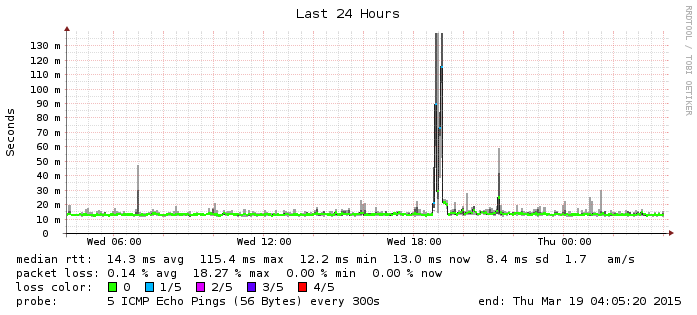 Last 24 Hours
RRDTOOL / TOBI OETIKER
Seconds
130 m
120 m
110 m
100 m
90 m
80 m
70 m
60 m
50 m
40 m
30 m
20 m
10 m
0
Wed 06:00 Wed 12:00 Wed 18:00 Thu 00:00
median rtt: 14.3 ms avg 115.4 ms max 12.2 ms min 13.0 ms now 8.4 ms sd 1.7 am/s
packet loss: 0.14 % avg 18.27 % max 0.00 % min 0.00 % now
loss color: 0 1/5 2/5 3/5 4/5
probe: 5 ICMP Echo Pings (56 Bytes) every 300s end: Thu Mar 19 04:05:20 2015